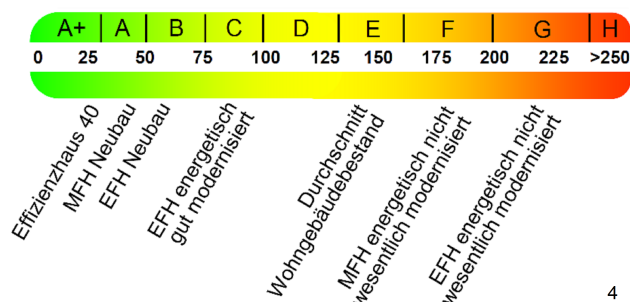 A+ A B C D E F G H
0 25 50 75 100 125 150 175 200 225 >250
Effizienzhaus 40
MFH Neubau
EFH Neubau
EFH energetisch
gut modernisiert
Durchschnitt
Wohngebäudebestand
MFH energetisch nicht
wesentlich modernisiert
EFH energetisch nicht
wesentlich modernisiert
4